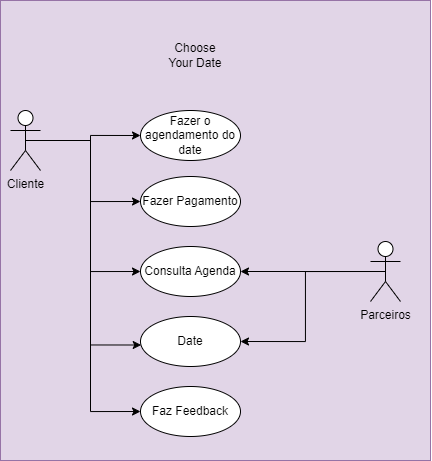 Choose
Your Date
Fazer o
agendamento do
date
Cliente
Fazer Pagamento
Consulta Agenda
Parceiros
Date
Faz Feedback